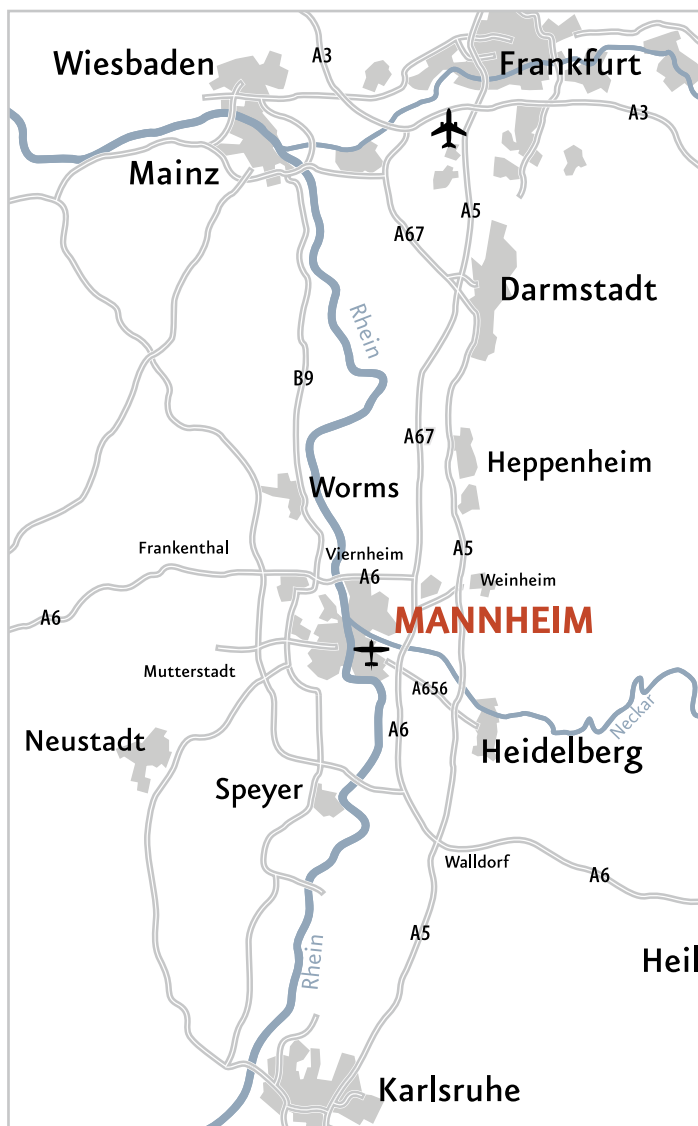 A3
Wiesbaden
Frankfurt
A3
Mainz
A5
A67
Darmstadt
Rhein
B9
A67
Heppenheim
Worms
Frankenthal
Viernheim
A5
A6
Weinheim
A6
MANNHEIM
Mutterstadt
A656
Neckar
A6
Neustadt
Heidelberg
Speyer
Walldorf
A6
A5
Rhein
Heil
Karlsruhe